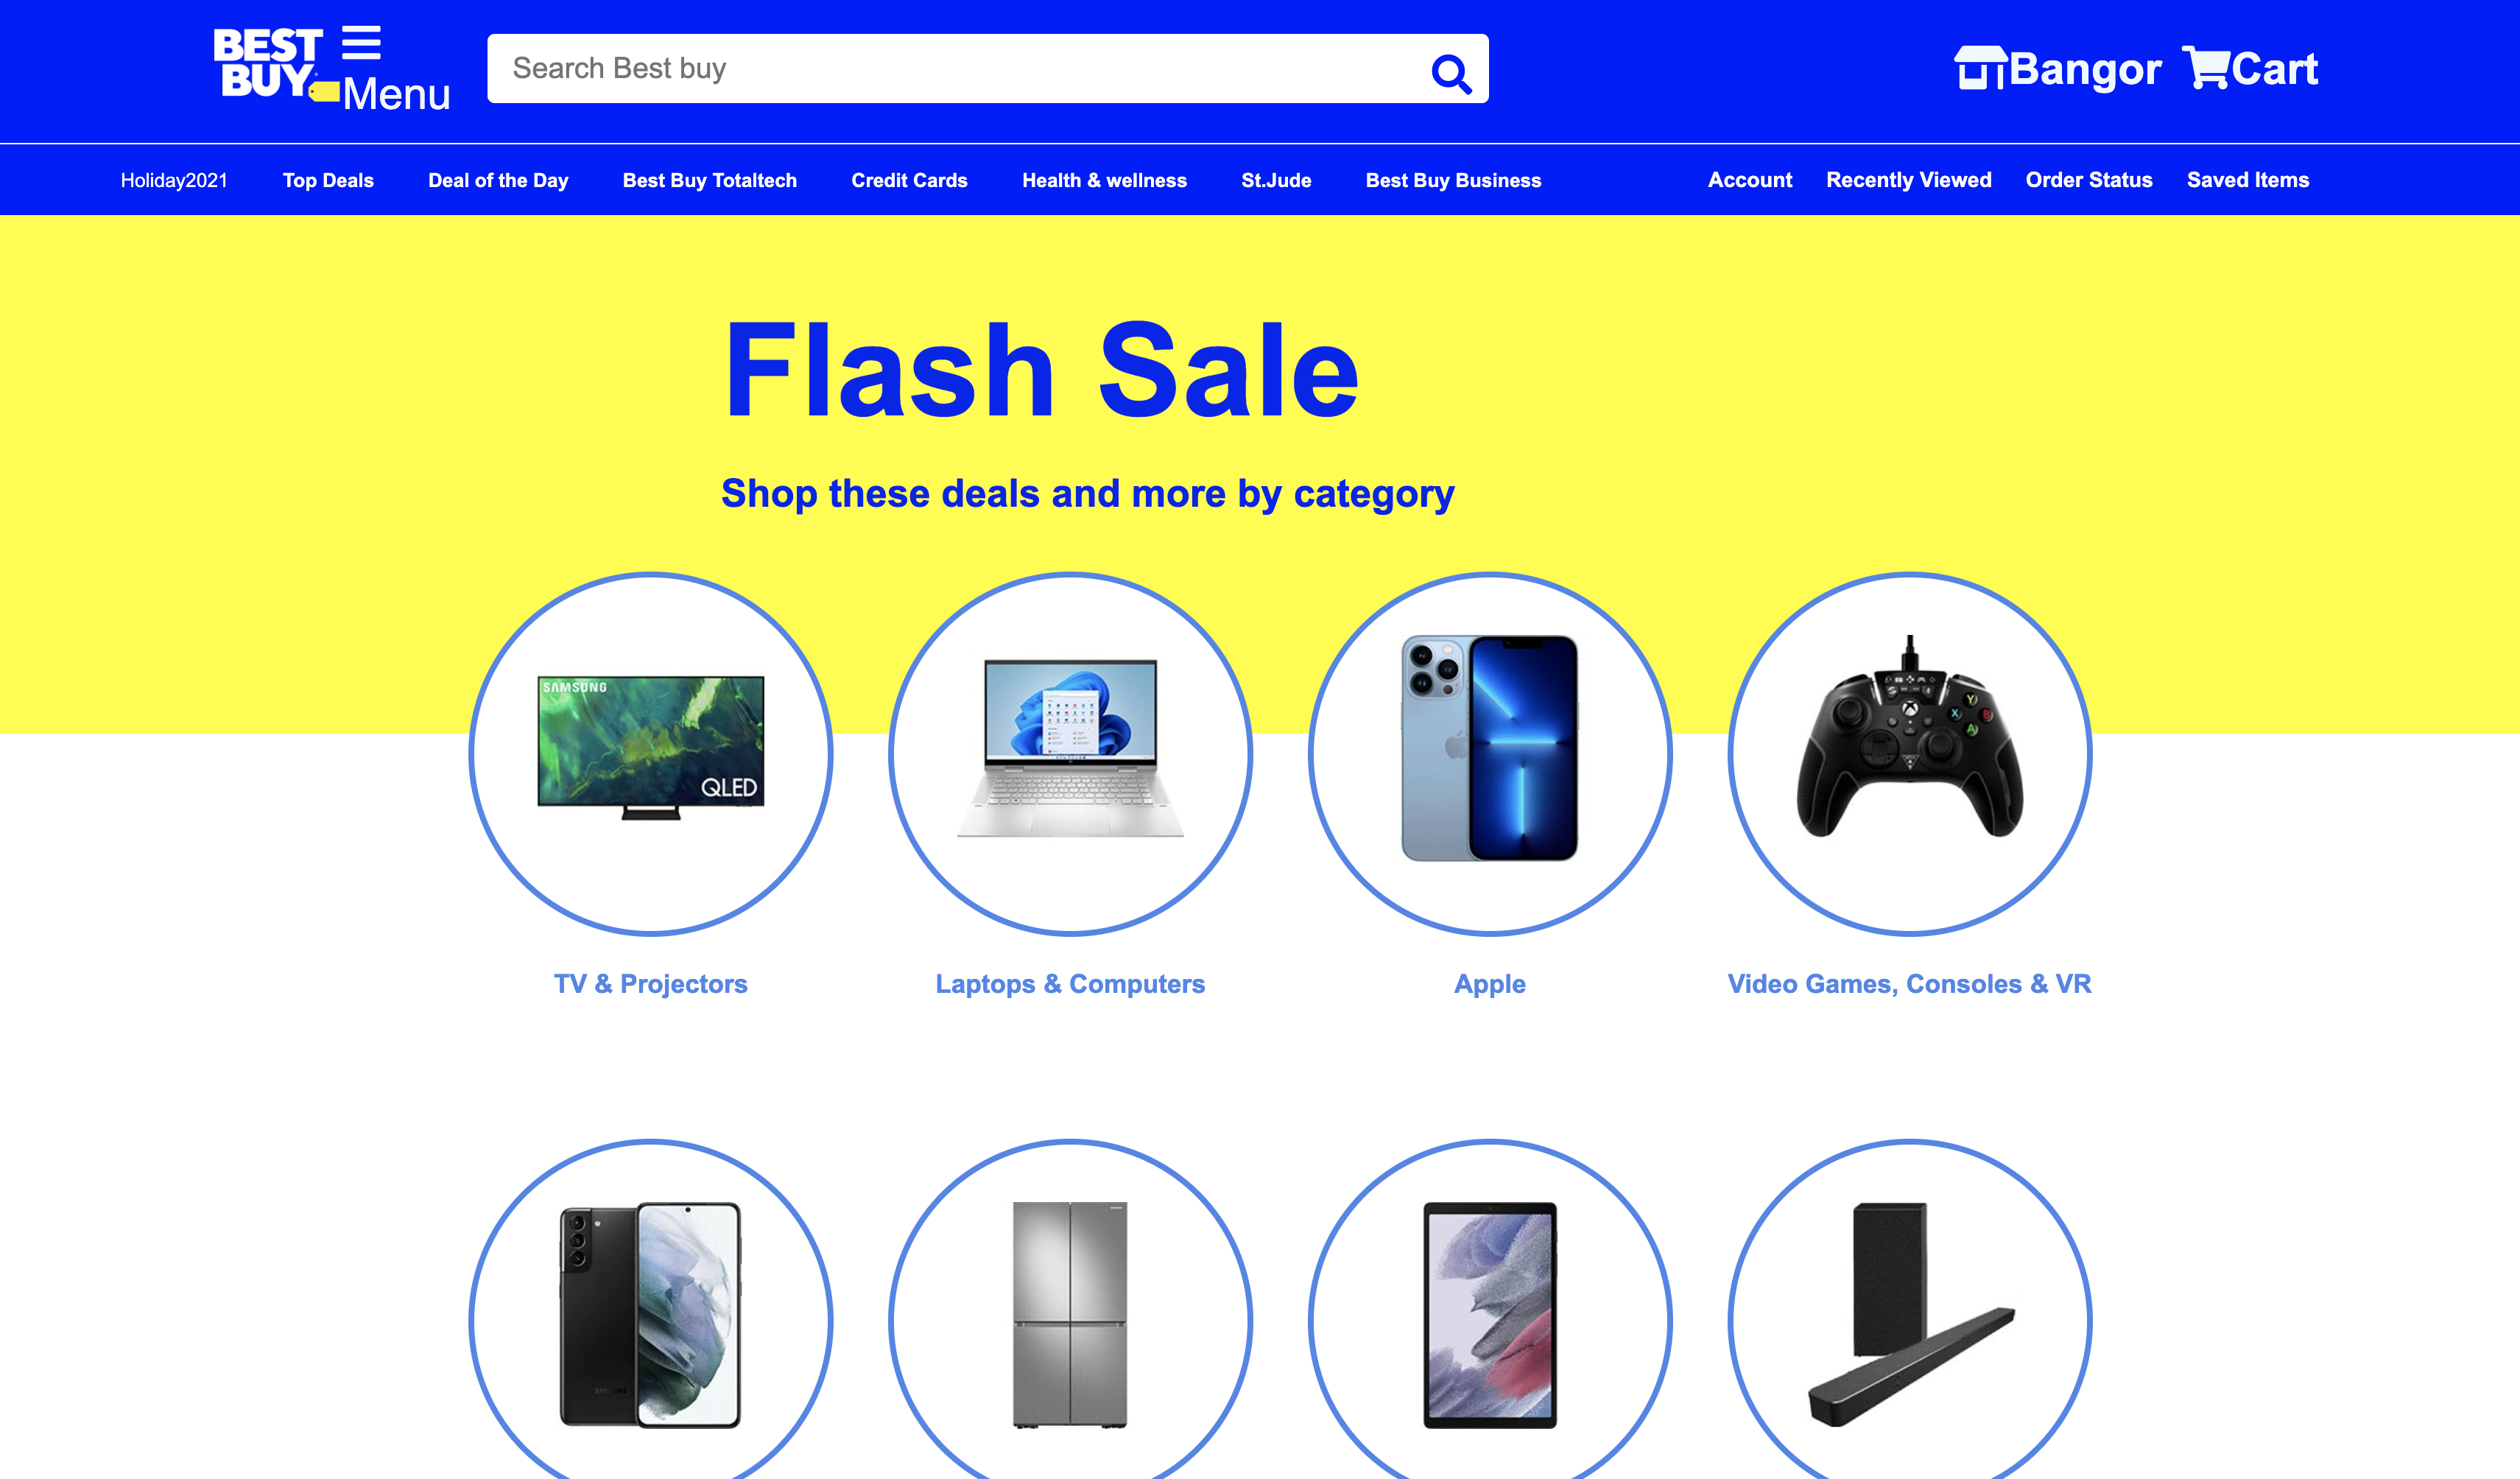 BEST
BUY
Menu
Search Best buy
Bangor
Cart
Holiday2021
Top Deals
Deal of the Day
Best Buy Totaltech
Credit Cards
Health & wellness
St.Jude
Best Buy Business
Account
Recently Viewed
Order Status
Saved Items
Flash Sale
Shop these deals and more by category
SAMSUNG
QLED
Y
X
B
A
TV & Projectors
Laptops & Computers
Apple
Video Games, Consoles & VR